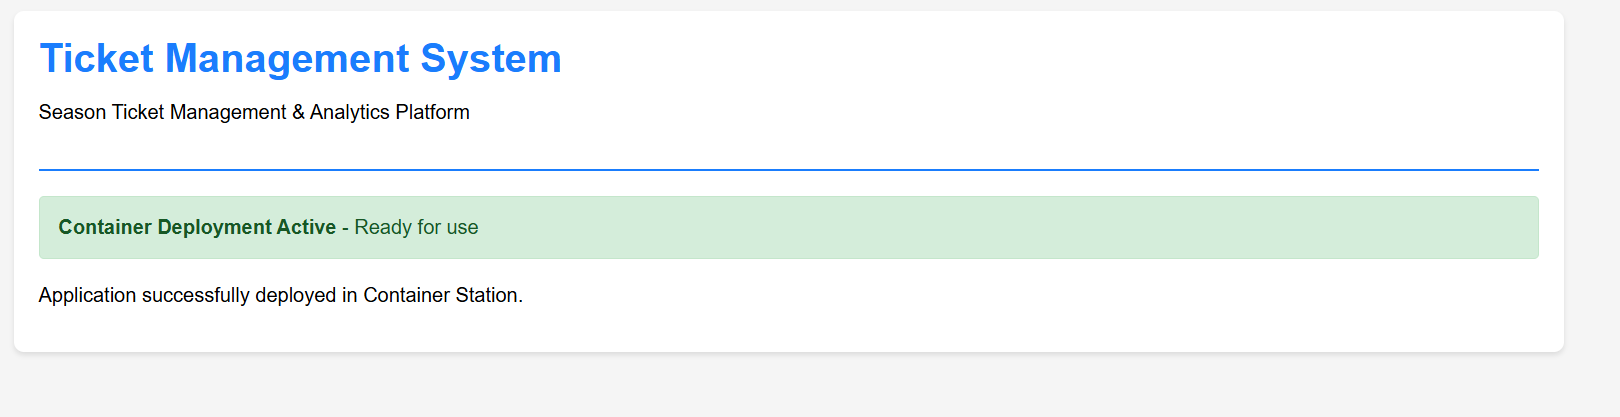 Ticket Management System
Season Ticket Management & Analytics Platform
Container Deployment Active - Ready for use
Application successfully deployed in Container Station.